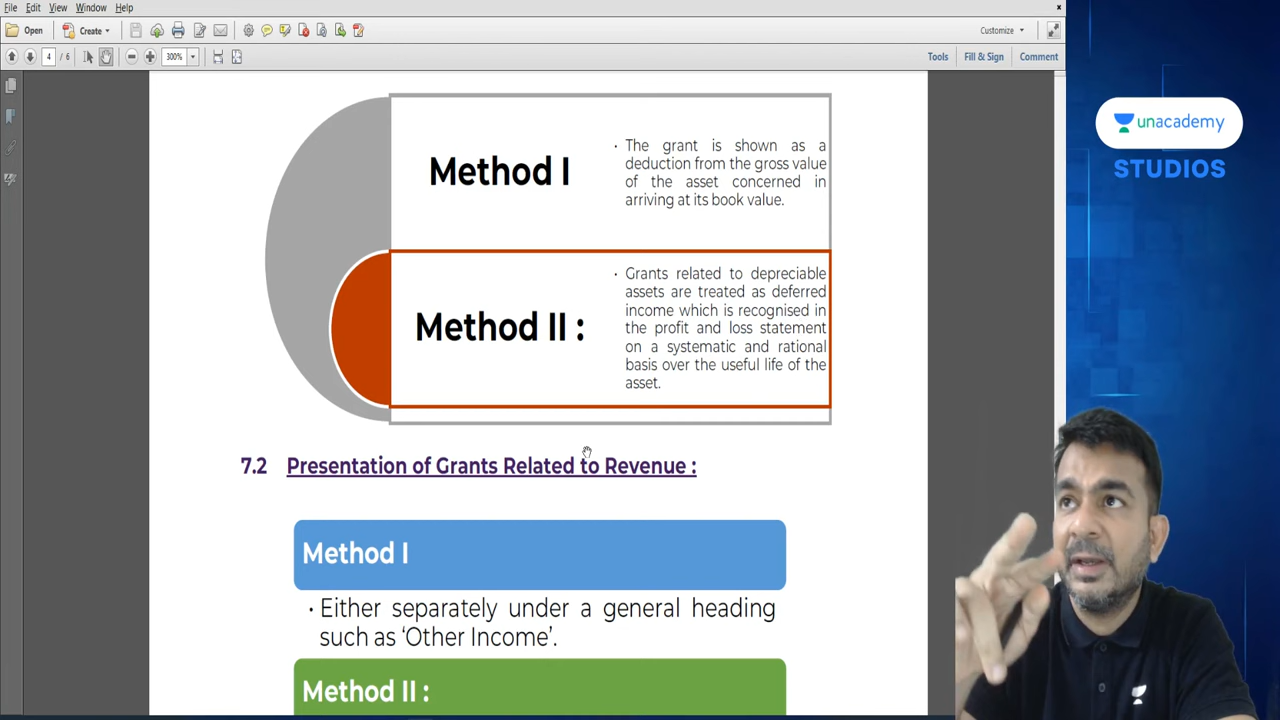 File Edit View Window Help
×
Open
Create
Customize
4 / 6
300%
Tools
Fill & Sign
Comment
unacademy
STUDIOS
Method I
· The grant is shown as a
deduction from the gross value
of the asset concerned in
arriving at its book value.
Method II :
· Grants related to depreciable
assets are treated as deferred
income which is recognised in
the profit and loss statement
on a systematic and rational
basis over the useful life of the
asset.
7.2 Presentation of Grants Related to Revenue :
Method I
· Either separately under a general heading
such as ‘Other Income’.
Method II :